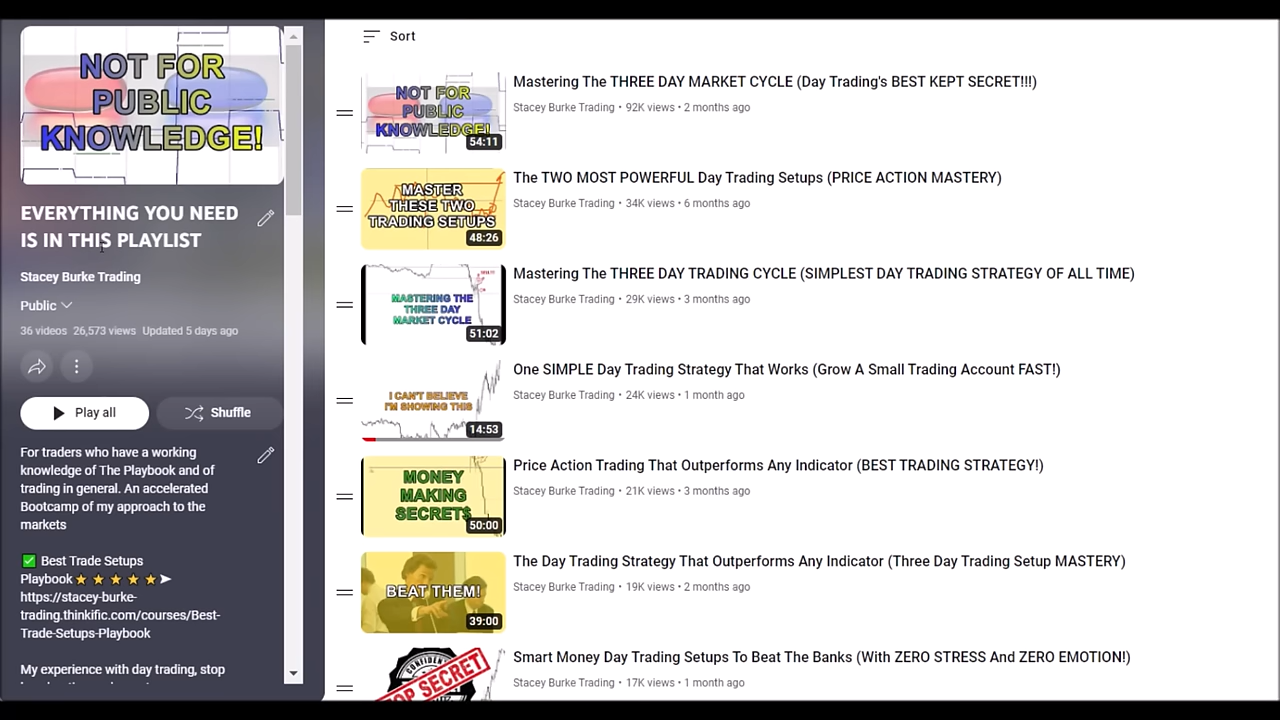 NOT FOR
PUBLIC
KNOWLEDGE!
EVERYTHING YOU NEED
IS IN THIS PLAYLIST
Stacey Burke Trading
Public
36 videos 26,573 views Updated 5 days ago
Play all
Shuffle
For traders who have a working
knowledge of The Playbook and of
trading in general. An accelerated
Bootcamp of my approach to the
markets
✅ Best Trade Setups
Playbook⭐⭐⭐⭐⭐➤
https://stacey-burke-
trading.thinkific.com/courses/Best-
Trade-Setups-Playbook
My experience with day trading, stop
Sort
NOT FOR
PUBLIC
KNOWLEDGE!
54:11
Mastering The THREE DAY MARKET CYCLE (Day Trading's BEST KEPT SECRET!!!)
Stacey Burke Trading • 92K views • 2 months ago
MASTER
THESE TWO
TRADING SETUPS
48:26
The TWO MOST POWERFUL Day Trading Setups (PRICE ACTION MASTERY)
Stacey Burke Trading • 34K views • 6 months ago
MASTERING THE
THREE DAY
MARKET CYCLE
51:02
Mastering The THREE DAY TRADING CYCLE (SIMPLEST DAY TRADING STRATEGY OF ALL TIME)
Stacey Burke Trading • 29K views • 3 months ago
I CAN'T BELIEVE
I'M SHOWING THIS
14:53
One SIMPLE Day Trading Strategy That Works (Grow A Small Trading Account FAST!)
Stacey Burke Trading • 24K views • 1 month ago
MONEY
MAKING
SECRET$
50:00
Price Action Trading That Outperforms Any Indicator (BEST TRADING STRATEGY!)
Stacey Burke Trading • 21K views • 3 months ago
BEAT THEM!
39:00
The Day Trading Strategy That Outperforms Any Indicator (Three Day Trading Setup MASTERY)
Stacey Burke Trading • 19K views • 2 months ago
TOP SECRET
Smart Money Day Trading Setups To Beat The Banks (With ZERO STRESS And ZERO EMOTION!)
Stacey Burke Trading • 17K views • 1 month ago